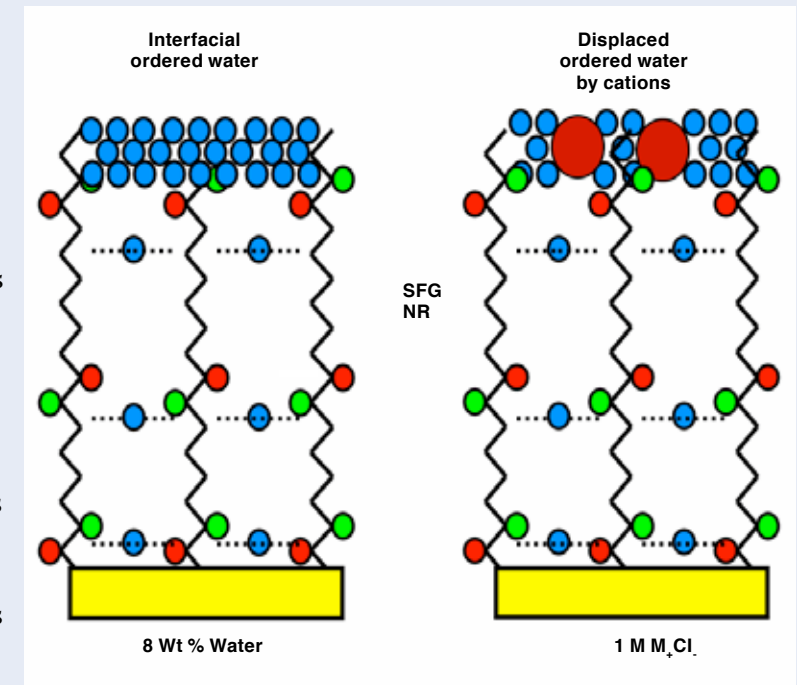 Interfacial
ordered water
Displaced
ordered water
by cations
SFG
NR
8 Wt % Water
1 M M+Cl-